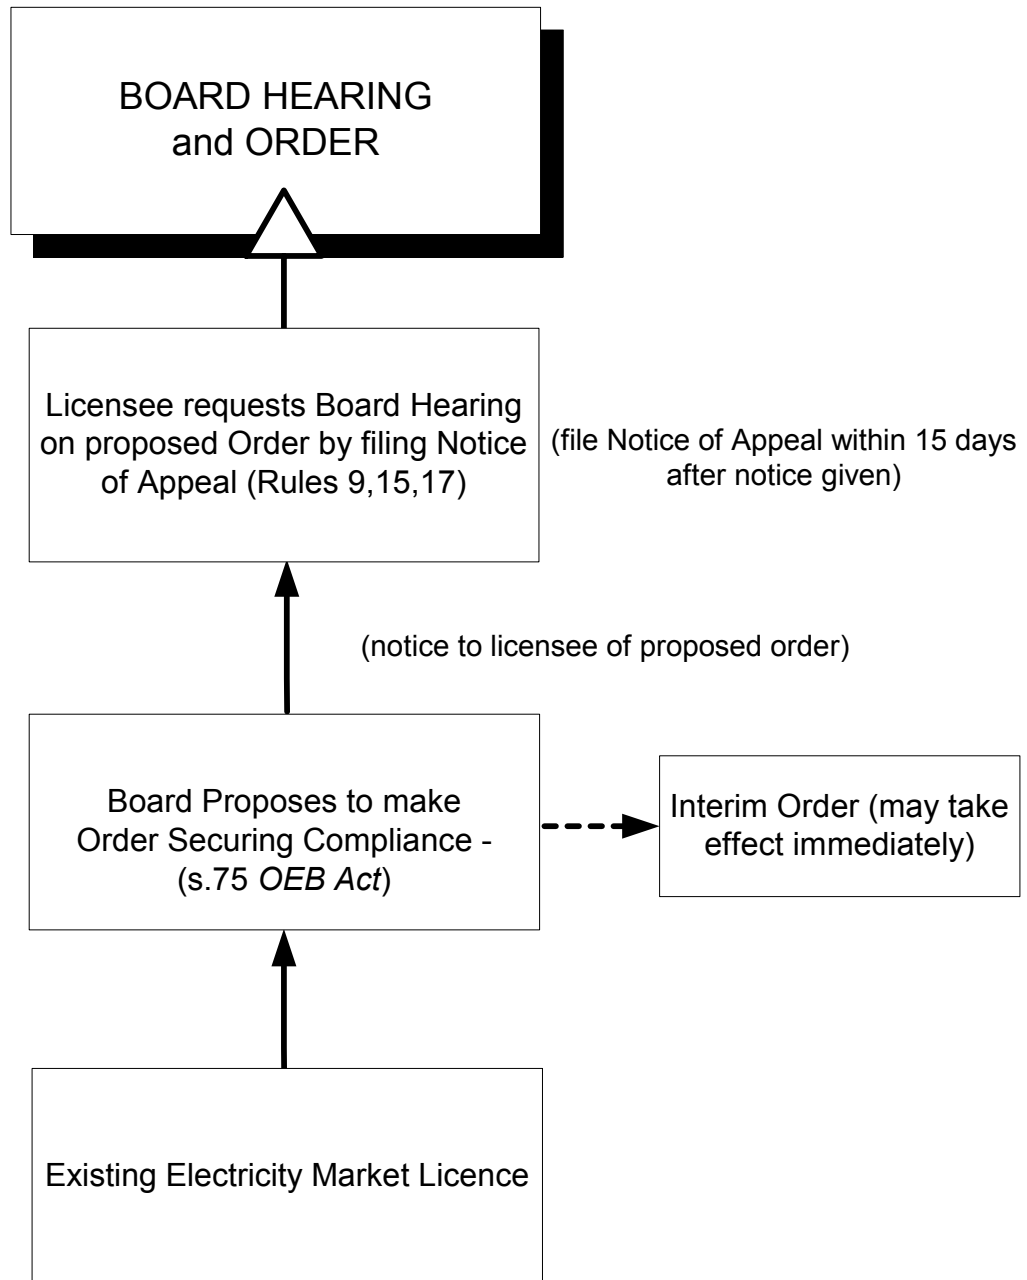 BOARD HEARING
and ORDER
Licensee requests Board Hearing
on proposed Order by filing Notice
of Appeal (Rules 9,15,17)
(file Notice of Appeal within 15 days
after notice given)
(notice to licensee of proposed order)
Board Proposes to make
Order Securing Compliance -
(s.75 OEB Act)
Interim Order (may take
effect immediately)
Existing Electricity Market Licence